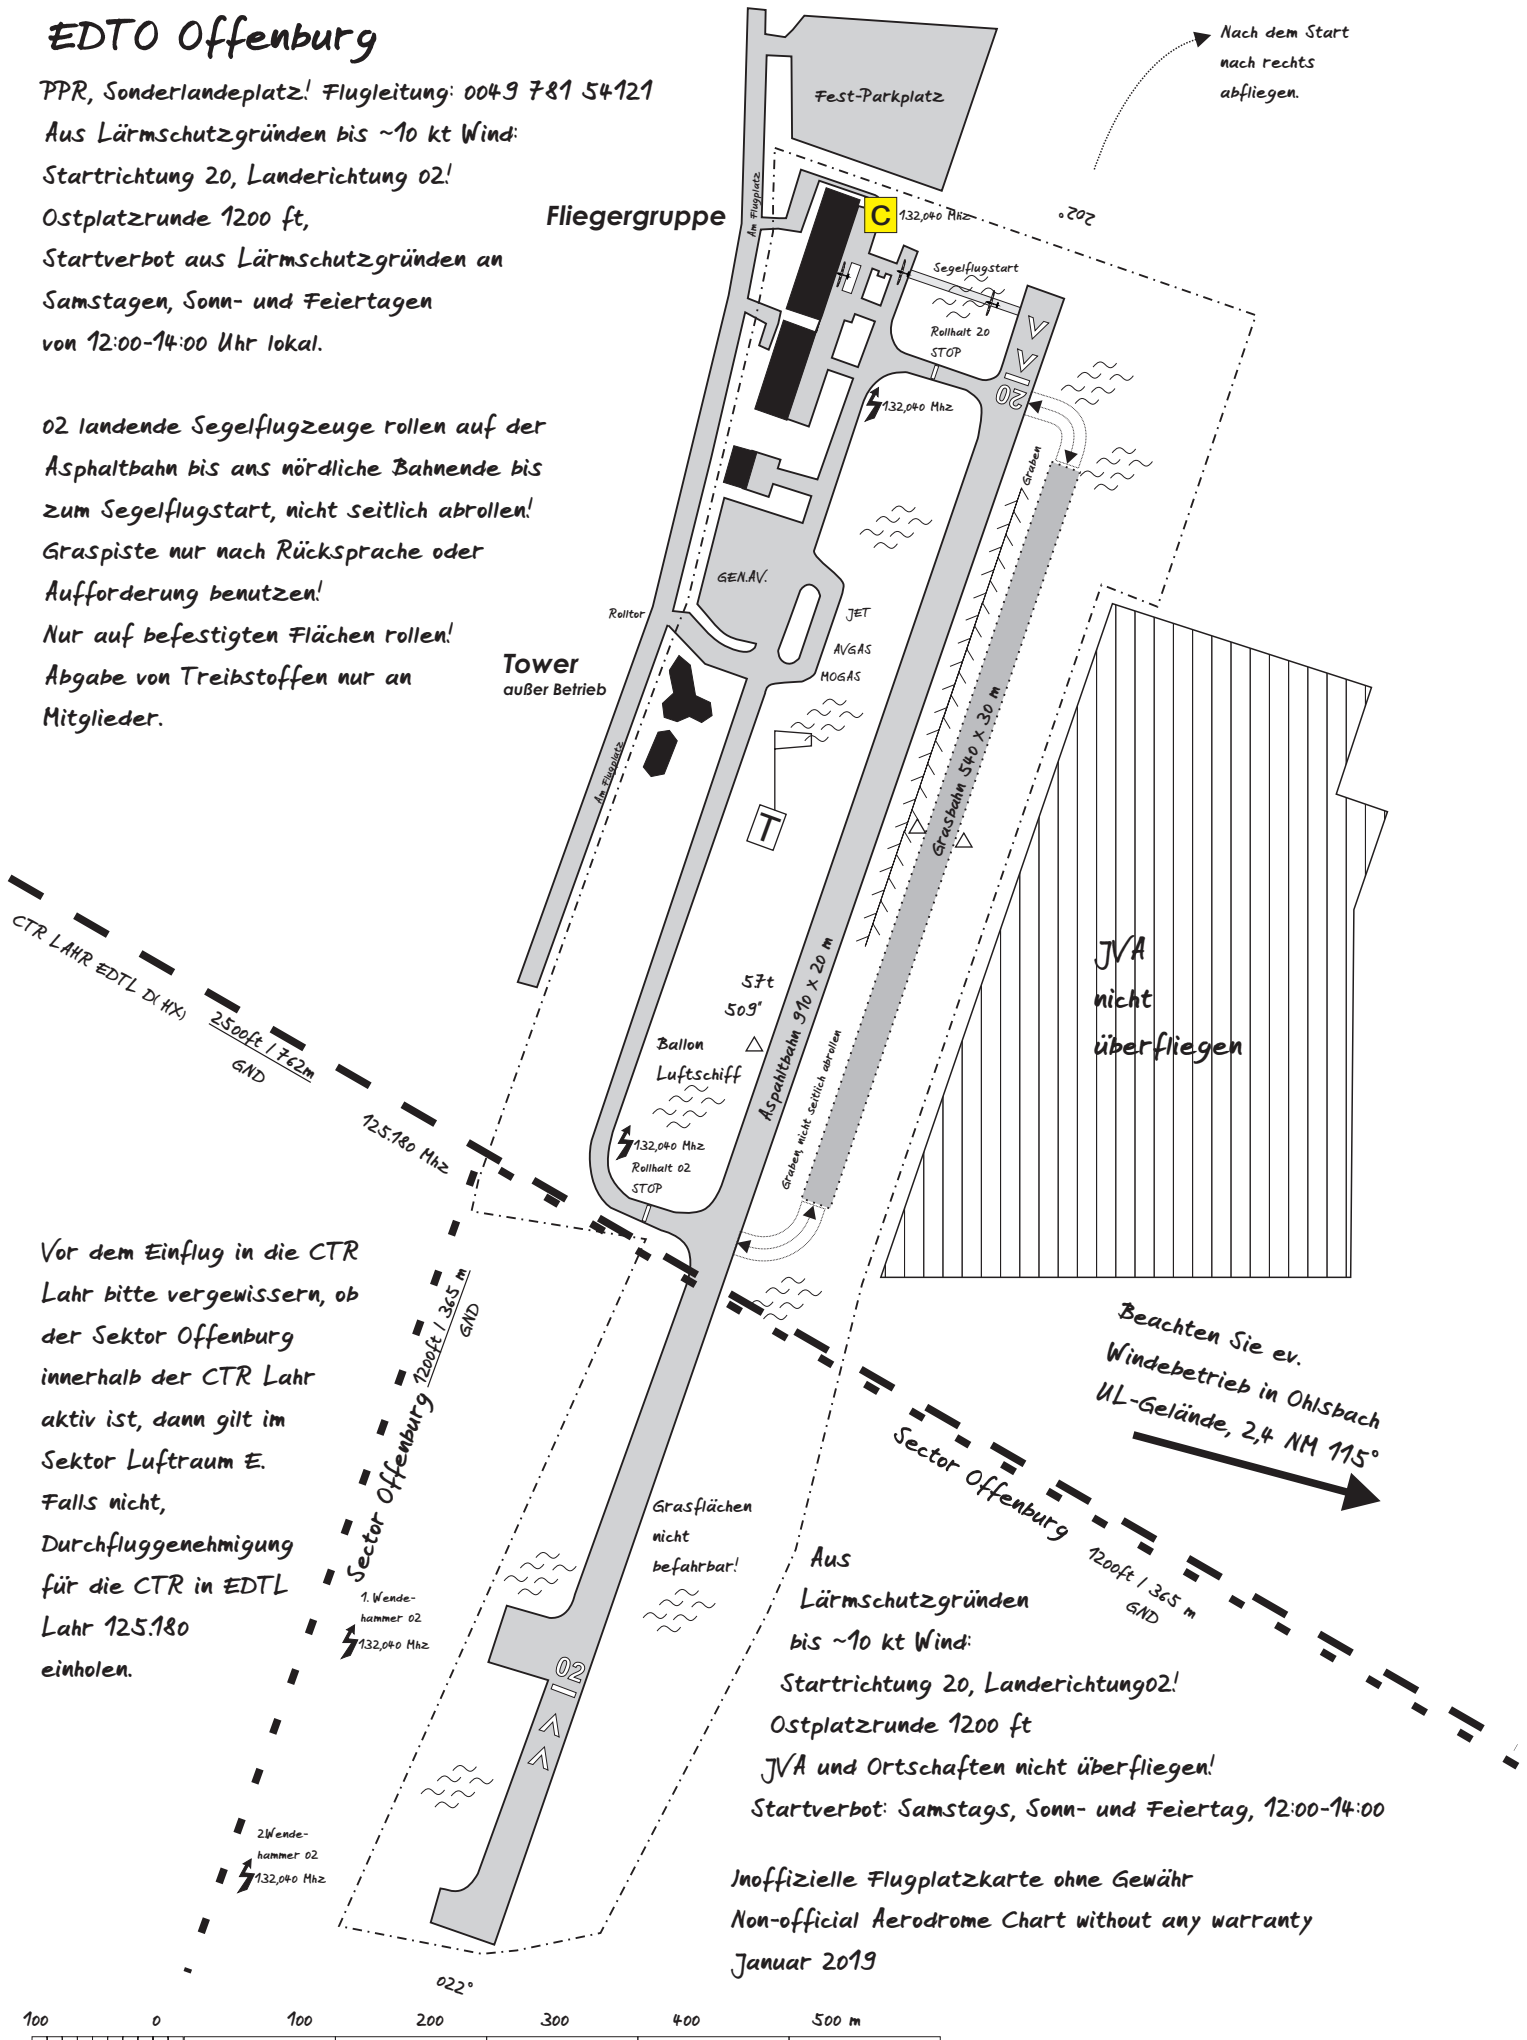 EDTO Offenburg
PPR, Sonderlandeplatz! Flugleitung: 0049 781 54121
Aus Lärmschutzgründen bis ~10 kt Wind:
Startrichtung 20, Landerichtung 02!
Ostplatzrunde 1200 ft,
Startverbot aus Lärmschutzgründen an
Samstagen, Sonn- und Feiertagen
von 12:00-14:00 Uhr lokal.
02 landende Segelflugzeuge rollen auf der
Asphaltbahn bis ans nördliche Bahnende bis
zum Segelflugstart, nicht seitlich abrollen!
Graspiste nur nach Rücksprache oder
Aufforderung benutzen!
Nur auf befestigten Flächen rollen!
Abgabe von Treibstoffen nur an
Mitglieder.
Nach dem Start
nach rechts
abfliegen.
Fest-Parkplatz
Am Flugplatz
Fliegergruppe
C
132,040 Mhz
202°
Segelflugstart
Rollhalt 20
STOP
20
132,040 Mhz
Graben
GEN.AV.
Rolltor
JET
AVGAS
MOGAS
Tower
außer Betrieb
Am Flugplatz
T
Grasbahn 540 x 30 m
JVA
nicht
überfliegen
CTR LAHR EDTL D(HX)
2500ft / 762m
GND
125.180 Mhz
57t
509"
Ballon
Luftschiff
Aspahltbahn 910 x 20 m
Graben, nicht seitlich abrollen
132,040 Mhz
Rollhalt 02
STOP
Vor dem Einflug in die CTR
Lahr bitte vergewissern, ob
der Sektor Offenburg
innerhalb der CTR Lahr
aktiv ist, dann gilt im
Sektor Luftraum E.
Falls nicht,
Durchfluggenehmigung
für die CTR in EDTL
Lahr 125.180
einholen.
Sector Offenburg
1200ft / 365 m
GND
Beachten Sie ev.
Windebetrieb in Ohlsbach
UL-Gelände, 2,4 NM 115°
Sector Offenburg
1200ft / 365 m
GND
Grasflächen
nicht
befahrbar!
1. Wende-
hammer 02
132,040 Mhz
02
2.Wende-
hammer 02
132,040 Mhz
Aus
Lärmschutzgründen
bis ~10 kt Wind:
Startrichtung 20, Landerichtung02!
Ostplatzrunde 1200 ft
JVA und Ortschaften nicht überfliegen!
Startverbot: Samstags, Sonn- und Feiertag, 12:00-14:00
Inoffizielle Flugplatzkarte ohne Gewähr
Non-official Aerodrome Chart without any warranty
Januar 2019
022°
100 0 100 200 300 400 500 m